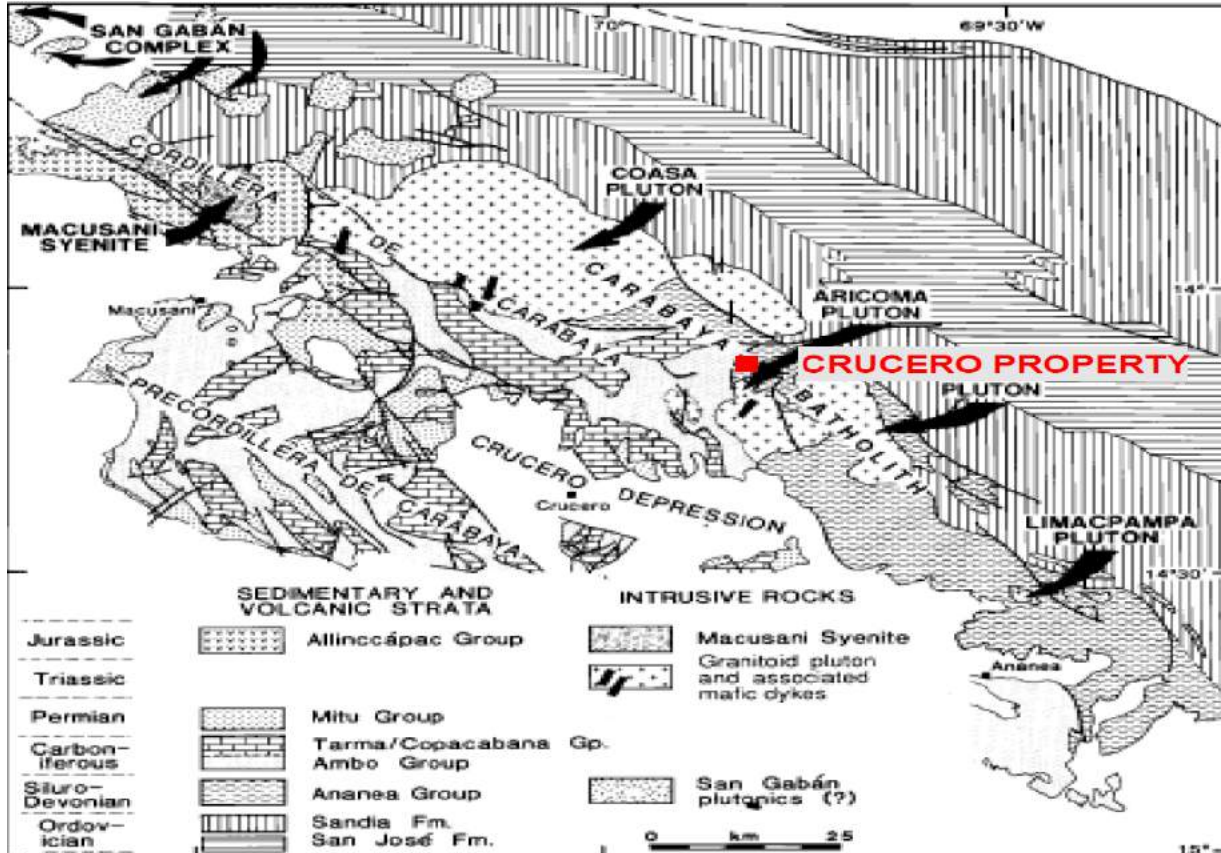 SAN GABÁN
COMPLEX
70°
69°30'W
CORDILLERA
DE
CARABAYA
MACUSANI
SYENITE
COASA
PLUTON
14°
Macusani
CARABAYA
BATHOLITH
ARICOMA
PLUTON
CRUCERO PROPERTY
PLUTON
PRECORDILLERA DE CARABAYA
CRUCERO
DEPRESSION
Crucero
LIMACPAMPA
PLUTON
14°30'
Ananea
SEDIMENTARY AND
VOLCANIC STRATA
INTRUSIVE ROCKS
Jurassic
Allinccápac Group
Macusani Syenite
Triassic
Granitoid pluton
and associated
mafic dykes
Permian
Mitu Group
Carbon-
iferous
Tarma/Copacabana Gp.
Ambo Group
Siluro-
Devonian
Ananea Group
San Gabán
plutonics (?)
Ordov-
ician
Sandia Fm.
San José Fm.
0 km 25
15°